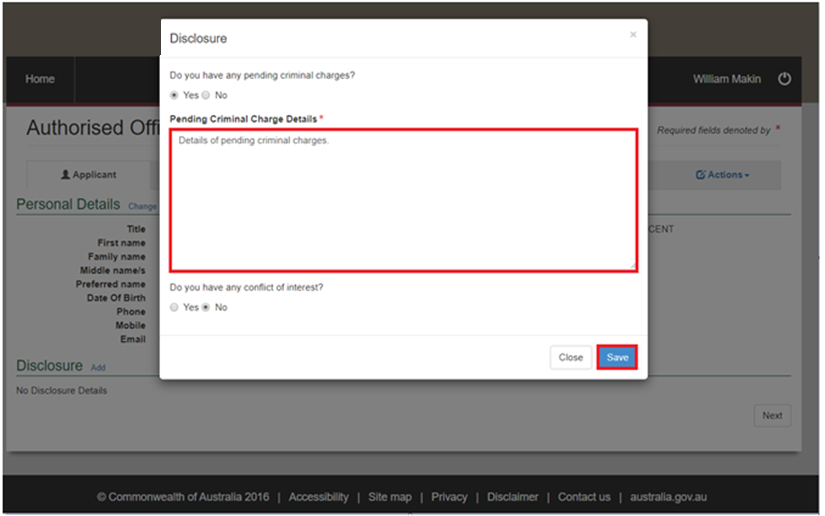 Disclosure ×
Do you have any pending criminal charges?
Yes No
Pending Criminal Charge Details *
Details of pending criminal charges.
Do you have any conflict of interest?
Yes No
Close Save
Home William Makin
Authorised Offi Required fields denoted by *
Applicant Actions
Personal Details Change
Title CENT
First name
Family name
Middle name/s
Preferred name
Date Of Birth
Phone
Mobile
Email
Disclosure Add
No Disclosure Details
Next
© Commonwealth of Australia 2016 | Accessibility | Site map | Privacy | Disclaimer | Contact us | australia.gov.au